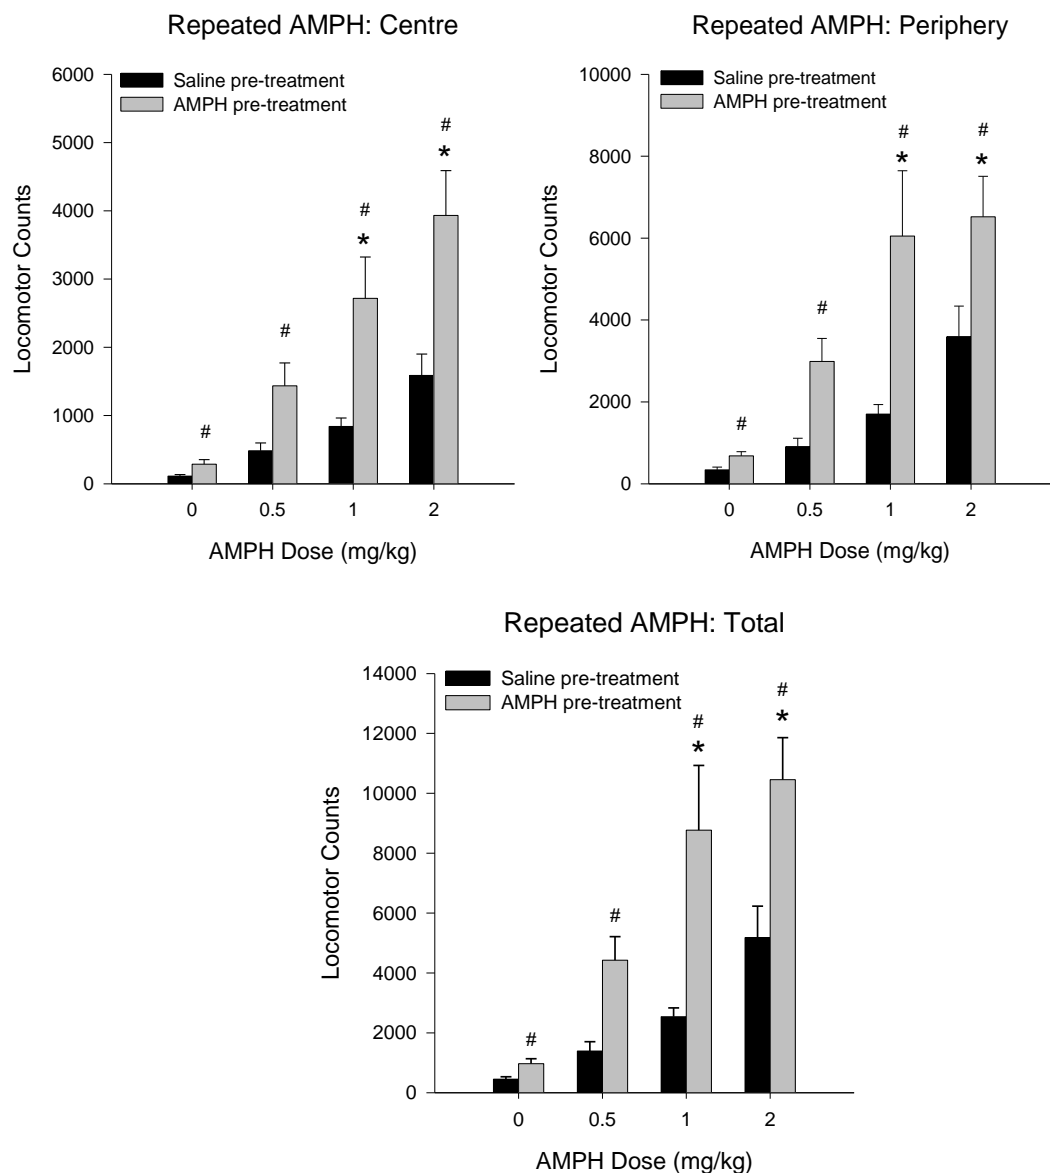 Repeated AMPH: Centre
6000
5000
4000
3000
2000
1000
0
Locomotor Counts
Saline pre-treatment
AMPH pre-treatment
#
#
#
*
#
*
0 0.5 1 2
AMPH Dose (mg/kg)
Repeated AMPH: Periphery
10000
8000
6000
4000
2000
0
Locomotor Counts
Saline pre-treatment
AMPH pre-treatment
#
#
#
*
#
*
0 0.5 1 2
AMPH Dose (mg/kg)
Repeated AMPH: Total
14000
12000
10000
8000
6000
4000
2000
0
Locomotor Counts
Saline pre-treatment
AMPH pre-treatment
#
#
#
*
#
*
0 0.5 1 2
AMPH Dose (mg/kg)